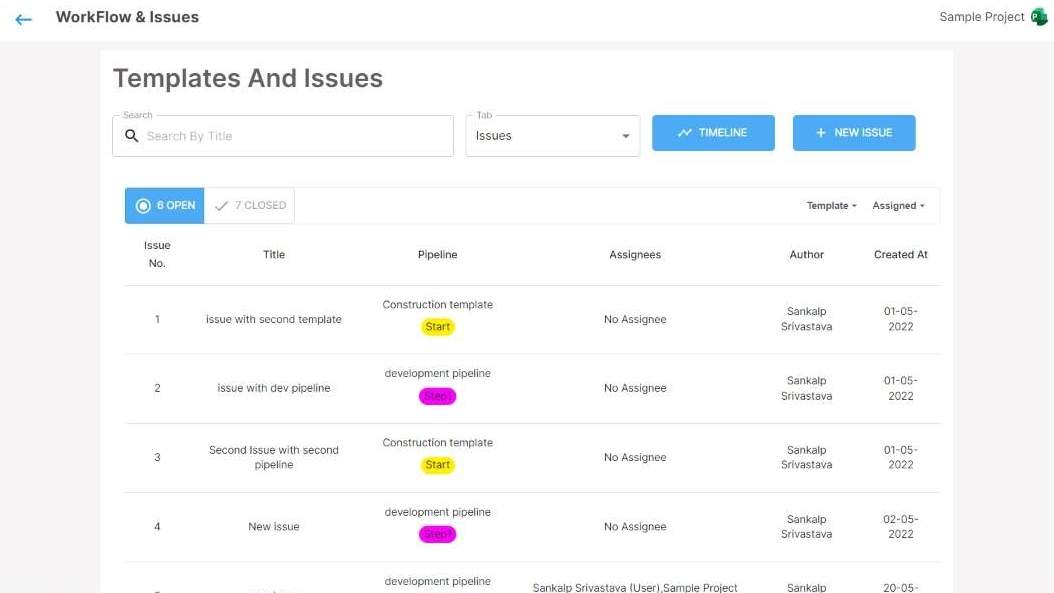 WorkFlow & Issues
Sample Project
Templates And Issues
Search
Search By Title
Tab
Issues
TIMELINE
+ NEW ISSUE
6 OPEN
7 CLOSED
Template
Assigned
Issue No.
Title
Pipeline
Assignees
Author
Created At
1
issue with second template
Construction template
Start
No Assignee
Sankalp Srivastava
01-05-2022
2
issue with dev pipeline
development pipeline
Step1
No Assignee
Sankalp Srivastava
01-05-2022
3
Second Issue with second
pipeline
Construction template
Start
No Assignee
Sankalp Srivastava
01-05-2022
4
New issue
development pipeline
No Assignee
Sankalp Srivastava
02-05-2022
development pipeline
Sankalp Srivastava (User),Sample Project
Sankalp
20-05-